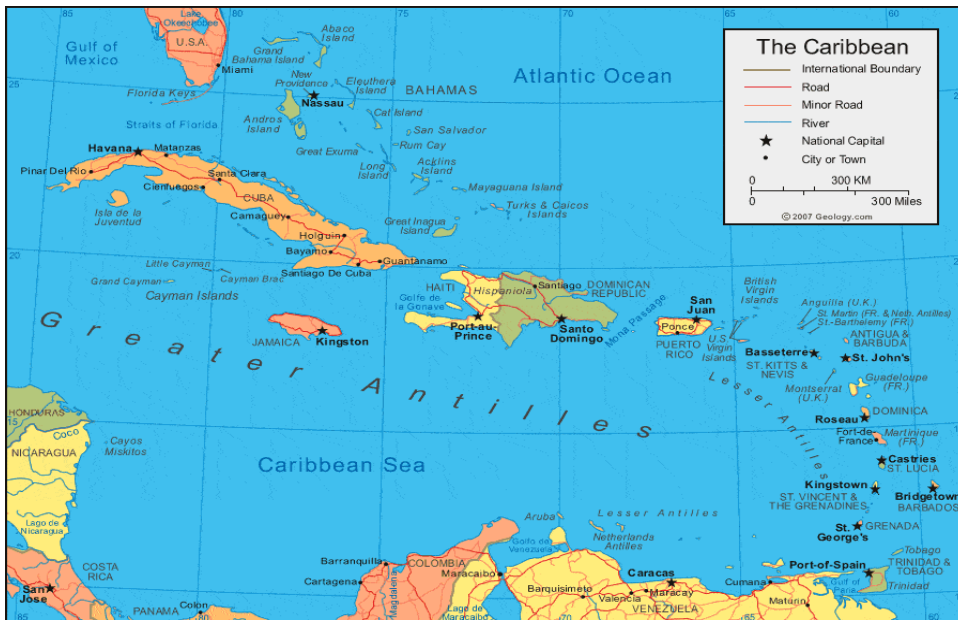 85
80
75
70
65
60
Lake
Okeechobee
U.S.A.
Gulf of
Mexico
Miami
25
Florida Keys
Straits of Florida
Abaco
Island
Grand
Bahama Island
New
Providence
Eleuthera
Island
BAHAMAS
Nassau
Cat Island
Andros
Island
San Salvador
Rum Cay
Great Exuma
Long
Island
Acklins
Island
Mayaguana Island
Turks & Caicos
Islands
Great Inagua
Island
Atlantic Ocean
The Caribbean
International Boundary
Road
Minor Road
River
National Capital
City or Town
0
300 KM
0
300 Miles
© 2007 Geology.com
Havana
Matanzas
Pinar Del Rio
Santa Clara
Cienfuegos
CUBA
Isla de la
Juventud
Camaguey
Holguin
Bayamo
Guantanamo
Santiago De Cuba
20
Little Cayman
Grand Cayman
Cayman Brac
Cayman Islands
HAITI
Hispaniola
Santiago
DOMINICAN
REPUBLIC
Golfe de
la Gonave
Port-au-
Prince
Santo
Domingo
Mona Passage
San
Juan
Ponce
PUERTO
RICO
U.S.
Virgin
Islands
British
Virgin
Islands
Anguilla (U.K.)
St. Martin (FR. & Neth. Antilles)
St.-Barthelemy (FR.)
ANTIGUA &
BARBUDA
Basseterre
St. John's
ST. KITTS &
NEVIS
Montserrat
(U.K.)
Guadeloupe
(FR.)
JAMAICA
Kingston
Greater Antilles
Lesser Antilles
Roseau
DOMINICA
Fort-de-
France
Martinique
(FR.)
Castries
ST. LUCIA
Kingstown
ST. VINCENT &
THE GRENADINES
Bridgetown
BARBADOS
St.
George's
GRENADA
HONDURAS
15
Coco
NICARAGUA
Cayos
Miskitos
Caribbean Sea
Lago de
Nicaragua
COSTA
RICA
San
Jose
PANAMA
Colon
Barranquilla
Cartagena
COLOMBIA
Magdalena
Maracaibo
Lago de
Maracaibo
Golfo de
Venezuela
Aruba
Lesser Antilles
Netherlands
Antilles
Barquisimeto
Valencia
Caracas
Maracay
VENEZUELA
Cumana
Maturin
Port-of-Spain
Gulf of
Paria
Tobago
TRINIDAD &
TOBAGO
Trinidad